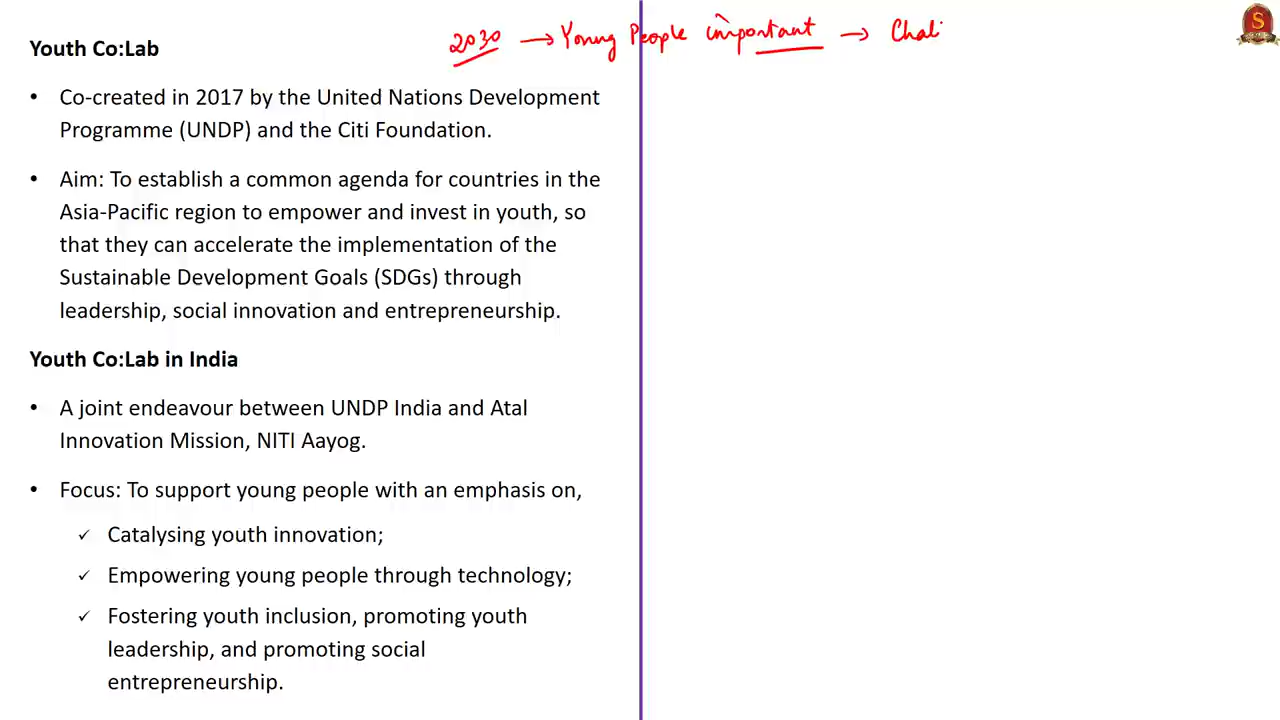 2030 → Young People important →
Youth Co:Lab
• Co-created in 2017 by the United Nations Development
Programme (UNDP) and the Citi Foundation.
• Aim: To establish a common agenda for countries in the
Asia-Pacific region to empower and invest in youth, so
that they can accelerate the implementation of the
Sustainable Development Goals (SDGs) through
leadership, social innovation and entrepreneurship.
Youth Co:Lab in India
• A joint endeavour between UNDP India and Atal
Innovation Mission, NITI Aayog.
• Focus: To support young people with an emphasis on,
✓ Catalysing youth innovation;
✓ Empowering young people through technology;
✓ Fostering youth inclusion, promoting youth
leadership, and promoting social
entrepreneurship.
S